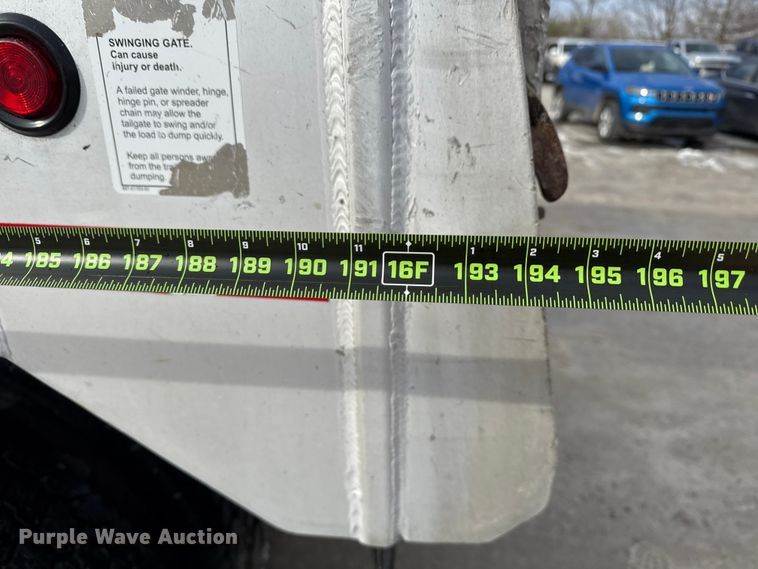 SWINGING GATE.
Can cause
injury or death.
A failed gate winder, hinge,
hinge pin, or spreader
chain may allow the
tailgate to swing and/or
the load to dump quickly.
Keep all persons
from the
dumping.
5 6 7 8 9 10 11 1 2 3 4 5
4 185 186 187 188 189 190 191 16F 193 194 195 196 197
Purple Wave Auction